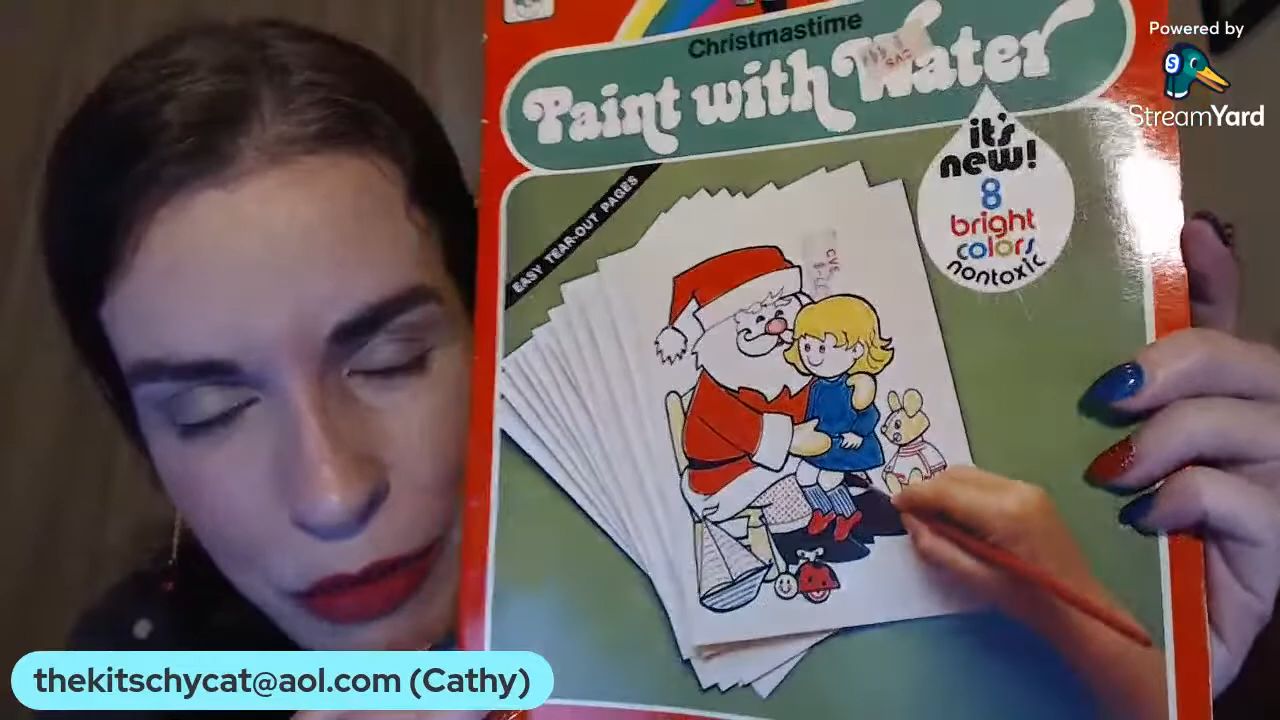 Powered by
StreamYard
Christmastime
Paint with Water
it's
new!
8
bright
colors
nontoxic
EASY TEAR-OUT PAGES
CVS
thekitschycat@aol.com (Cathy)